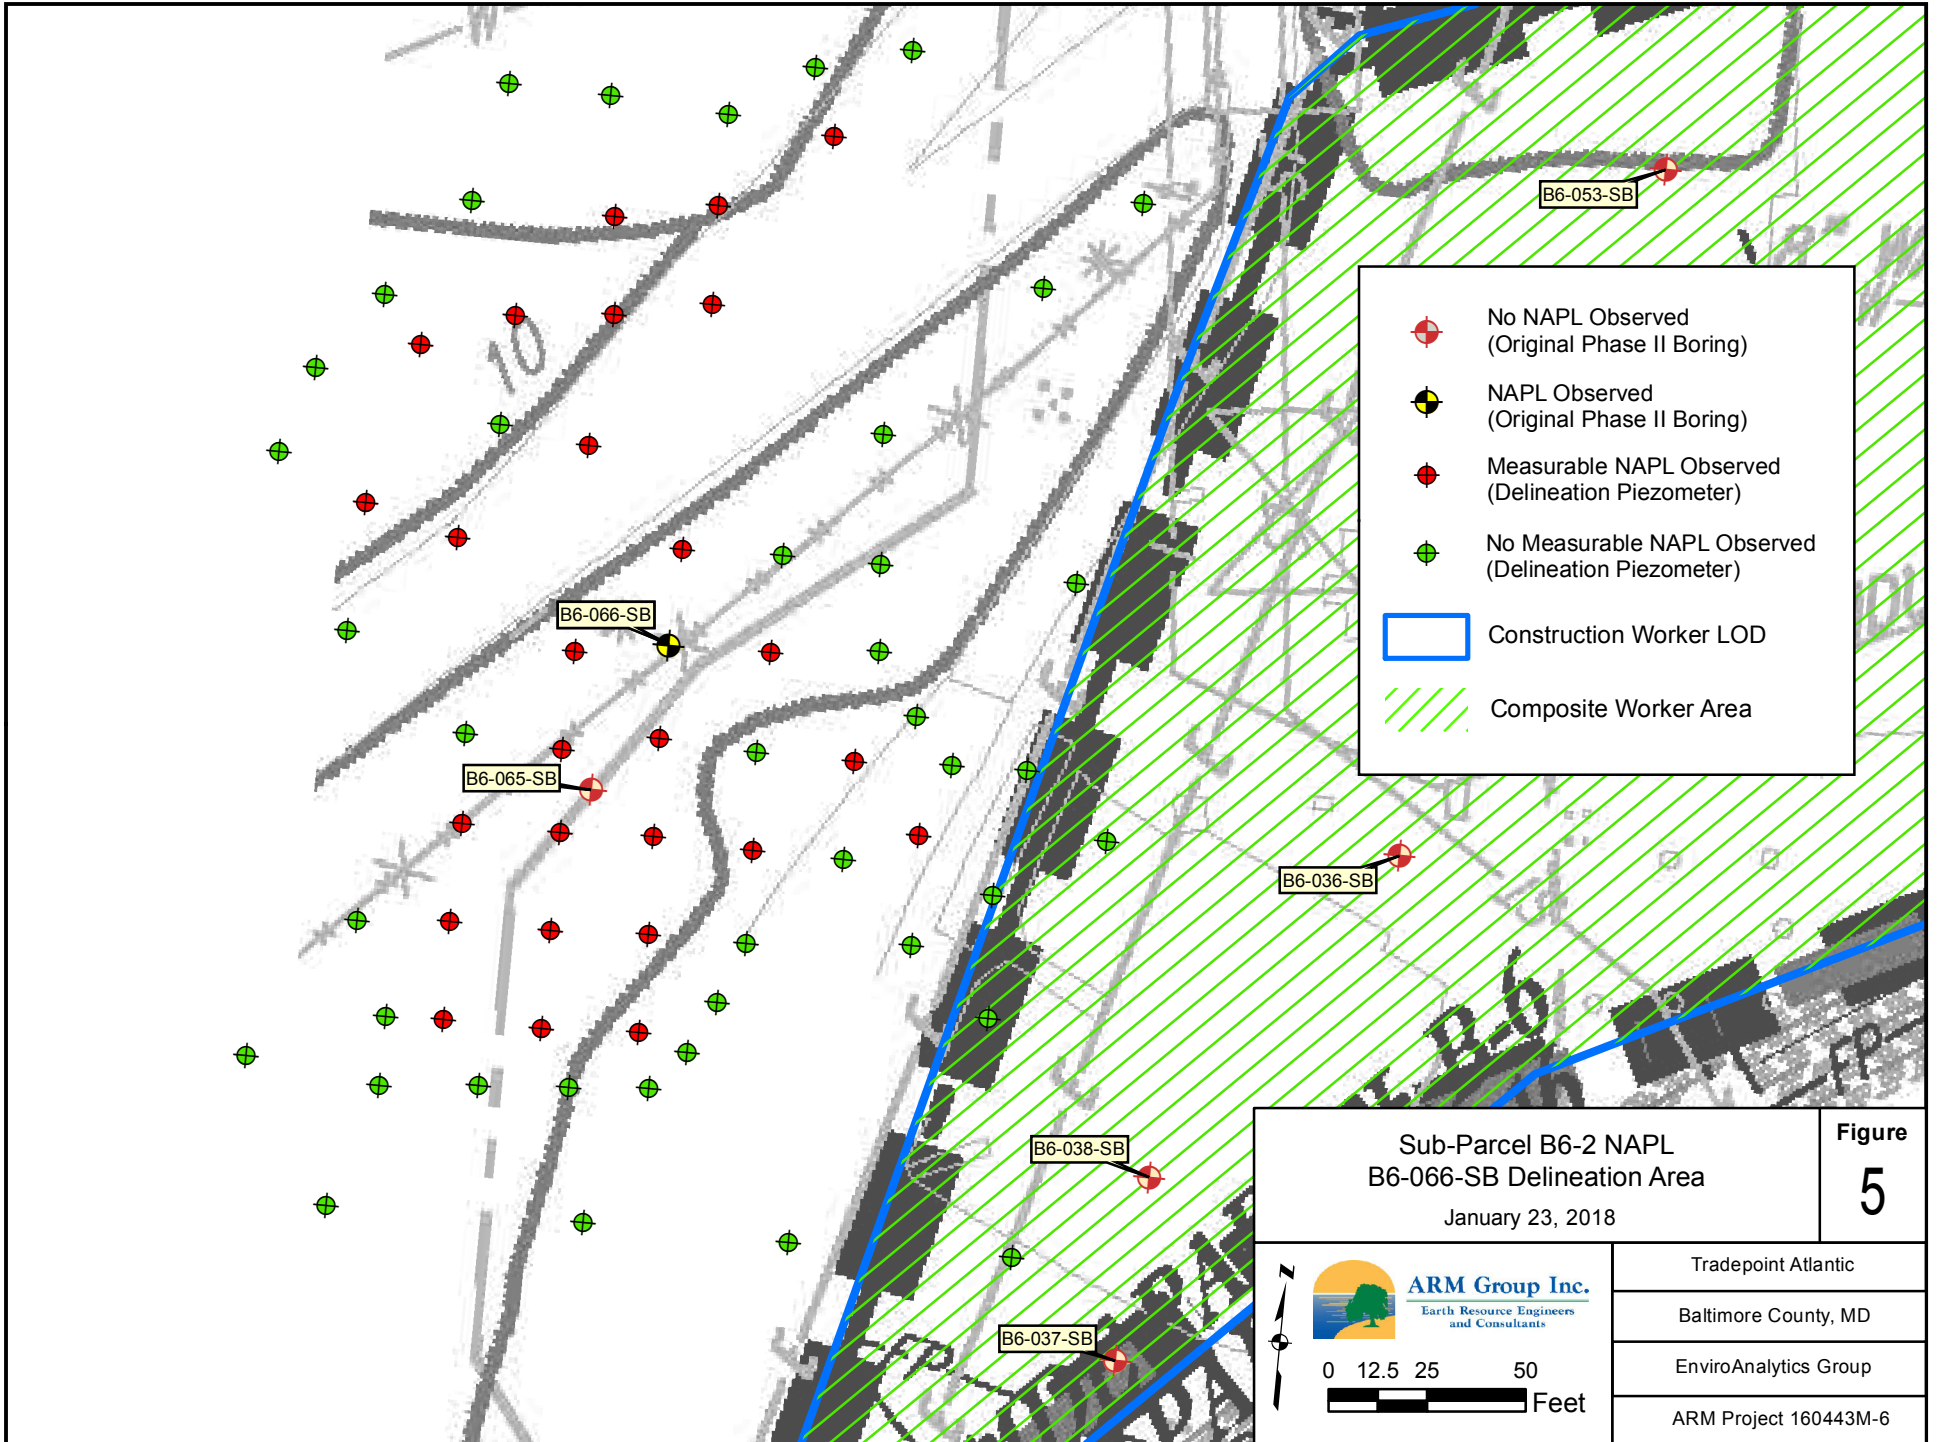 10
B6-053-SB
No NAPL Observed
(Original Phase II Boring)
NAPL Observed
(Original Phase II Boring)
Measurable NAPL Observed
(Delineation Piezometer)
No Measurable NAPL Observed
(Delineation Piezometer)
Construction Worker LOD
Composite Worker Area
B6-066-SB
B6-065-SB
B6-036-SB
B6-038-SB
B6-037-SB
FP
Sub-Parcel B6-2 NAPL
B6-066-SB Delineation Area
January 23, 2018
Figure
5
z
ARM Group Inc.
Earth Resource Engineers
and Consultants
0 12.5 25 50
Feet
Tradepoint Atlantic
Baltimore County, MD
EnviroAnalytics Group
ARM Project 160443M-6